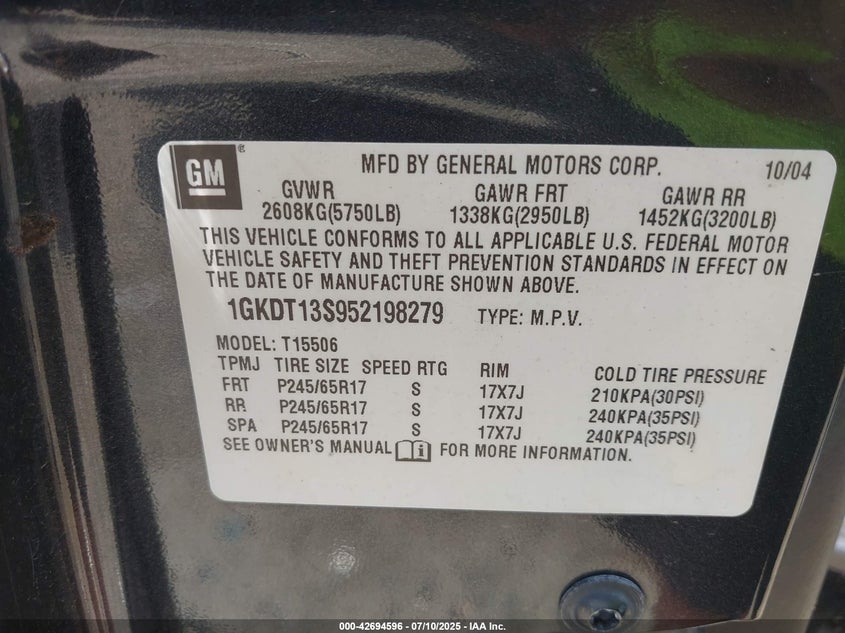 GM®
MFD BY GENERAL MOTORS CORP. 10/04
GVWR GAWR FRT GAWR RR
2608KG(5750LB) 1338KG(2950LB) 1452KG(3200LB)
THIS VEHICLE CONFORMS TO ALL APPLICABLE U.S. FEDERAL MOTOR
VEHICLE SAFETY AND THEFT PREVENTION STANDARDS IN EFFECT ON
THE DATE OF MANUFACTURE SHOWN ABOVE.
1GKDT13S952198279 TYPE: M.P.V.
MODEL: T15506
TPMJ TIRE SIZE SPEED RTG RIM COLD TIRE PRESSURE
FRT P245/65R17 S 17X7J 210KPA(30PSI)
RR P245/65R17 S 17X7J 240KPA(35PSI)
SPA P245/65R17 S 17X7J 240KPA(35PSI)
SEE OWNER'S MANUAL i FOR MORE INFORMATION.
000-42694596 - 07/10/2025 - IAA Inc.